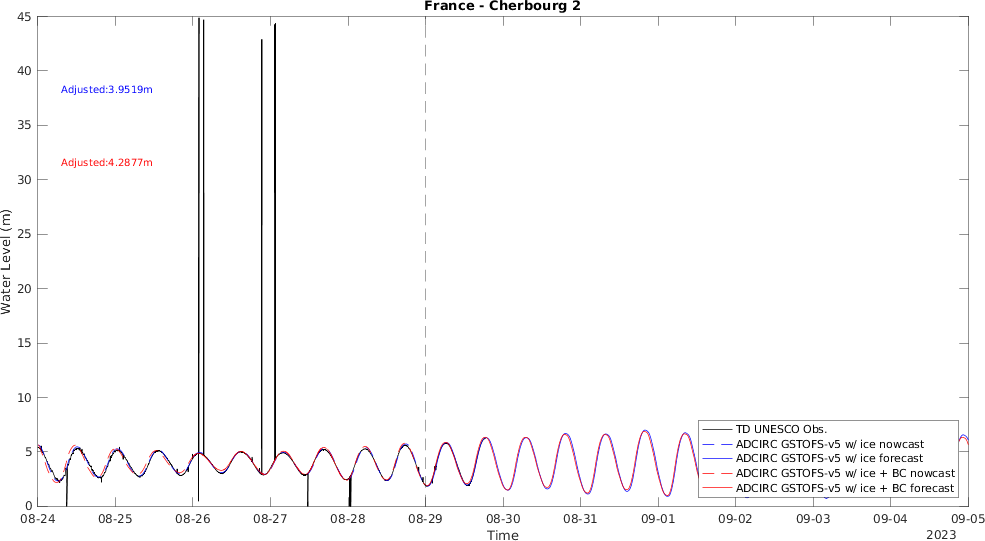 France - Cherbourg 2
45
40
35
30
25
20
15
10
5
0
Water Level (m)
Adjusted:3.9519m
Adjusted:4.2877m
TD UNESCO Obs.
ADCIRC GSTOFS-v5 w/ ice nowcast
ADCIRC GSTOFS-v5 w/ ice forecast
ADCIRC GSTOFS-v5 w/ ice + BC nowcast
ADCIRC GSTOFS-v5 w/ ice + BC forecast
08-24 08-25 08-26 08-27 08-28 08-29 08-30 08-31 09-01 09-02 09-03 09-04 09-05
Time
2023